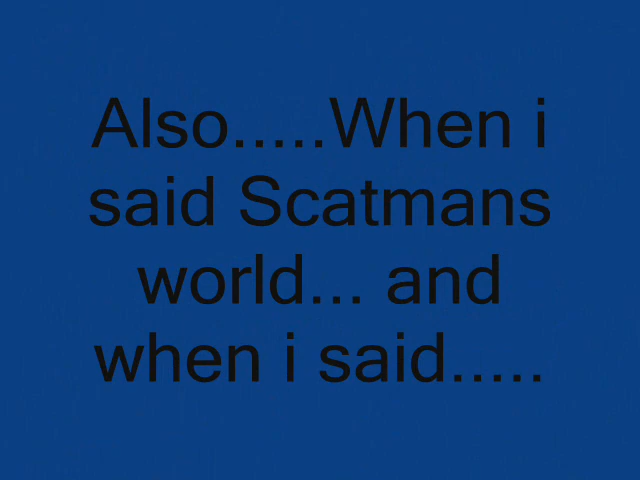 Also.....When i
said Scatmans
world... and
when i said.....